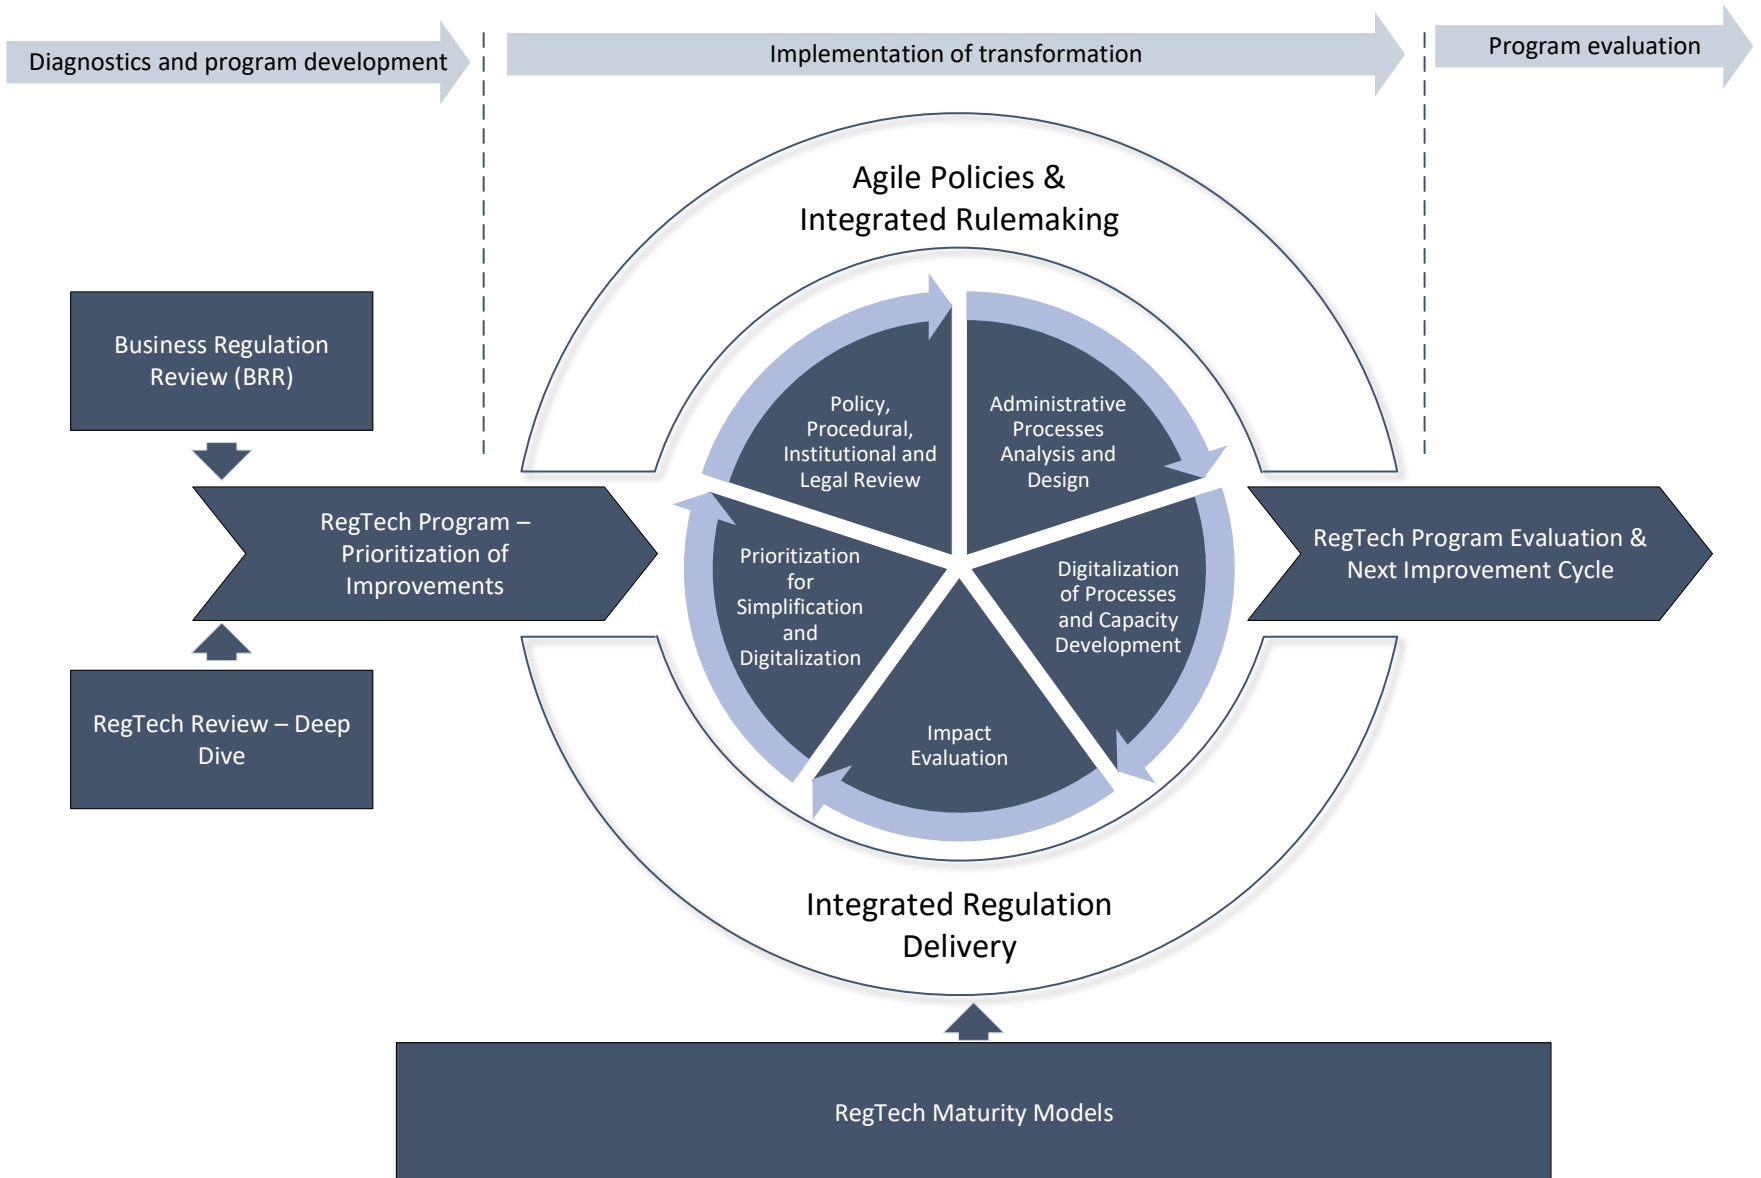 Diagnostics and program development
Implementation of transformation
Program evaluation
Agile Policies &
Integrated Rulemaking
Business Regulation
Review (BRR)
RegTech Program –
Prioritization of
Improvements
RegTech Review – Deep
Dive
Policy,
Procedural,
Institutional and
Legal Review
Administrative
Processes
Analysis and
Design
Prioritization
for
Simplification
and
Digitalization
Digitalization
of Processes
and Capacity
Development
Impact
Evaluation
RegTech Program Evaluation &
Next Improvement Cycle
Integrated Regulation
Delivery
RegTech Maturity Models